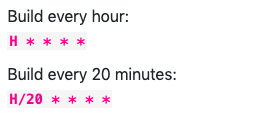 Build every hour:
H * * * *
Build every 20 minutes:
H/20 * * * *